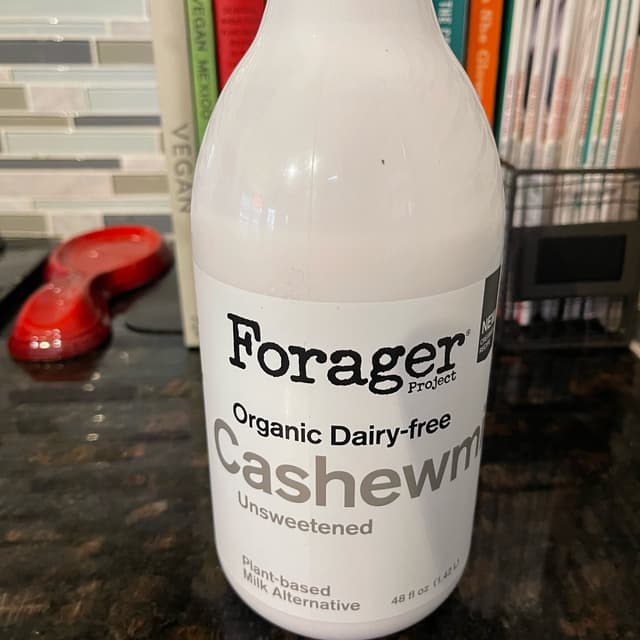 VEGAN MEXICO
VEGAN
Forager®
Project
Organic Dairy-free
Cashewm
Unsweetened
Plant-based
Milk Alternative
48 fl oz (1.42 L)
NEW